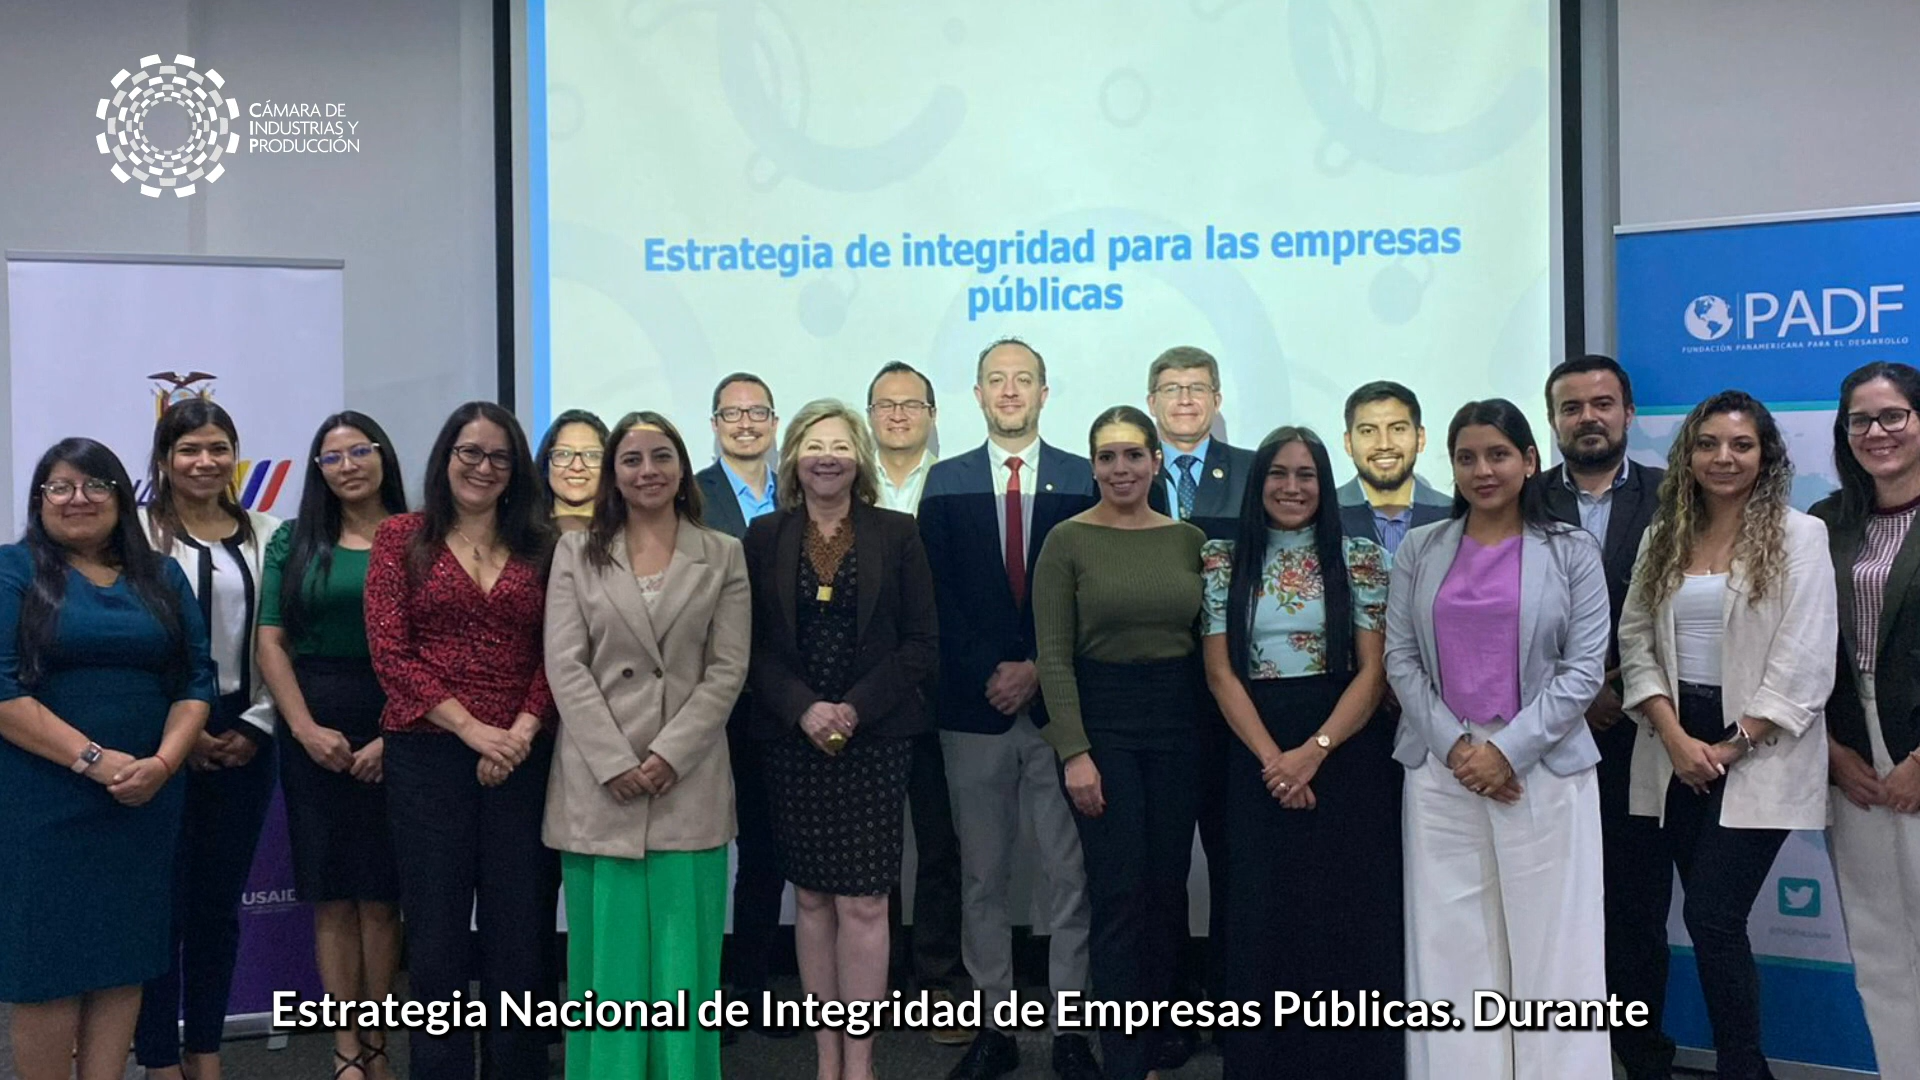 CÁMARA DE
INDUSTRIAS Y
PRODUCCIÓN
Estrategia de integridad para las empresas
públicas
PADF
FUNDACIÓN PANAMERICANA PARA EL DESARROLLO
USAID
Estrategia Nacional de Integridad de Empresas Públicas. Durante